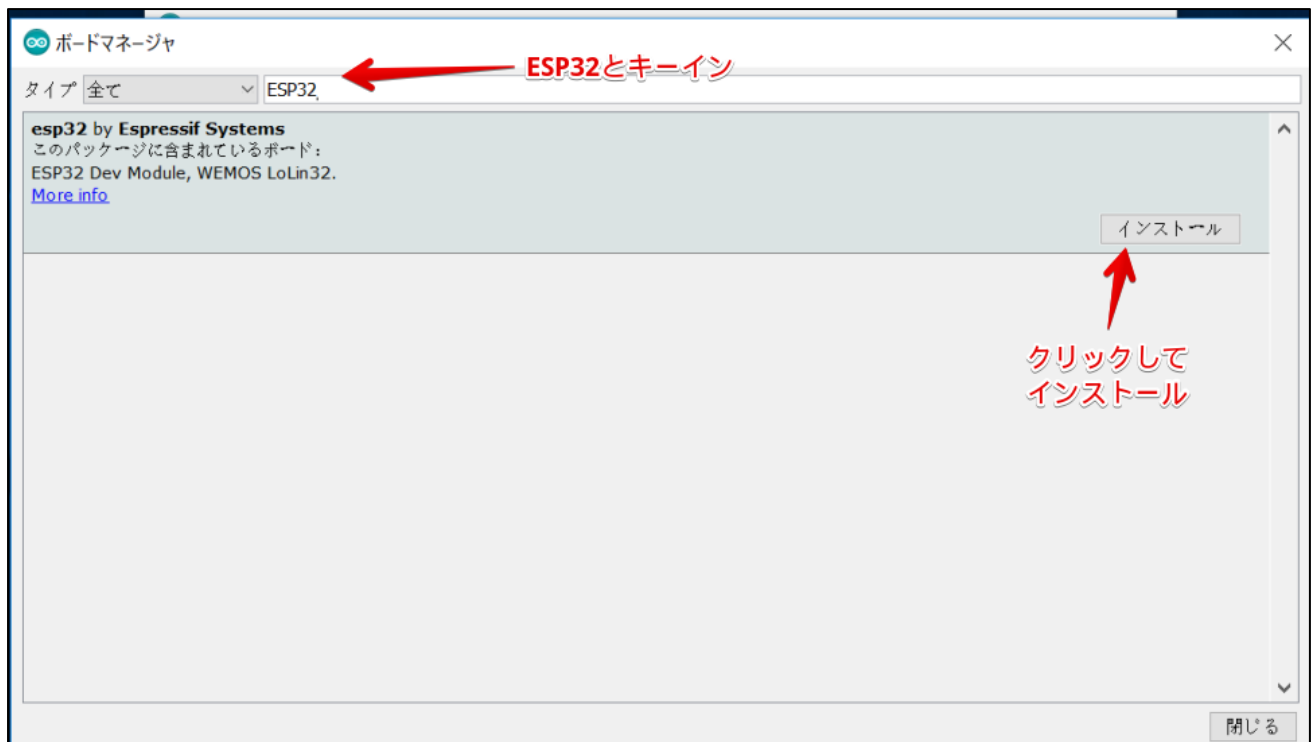 ボードマネージャ
ESP32とキーイン
タイプ 全て ESP32
esp32 by Espressif Systems
このパッケージに含まれているボード:
ESP32 Dev Module, WEMOS LoLin32.
More info
インストール
クリックして
インストール
閉じる